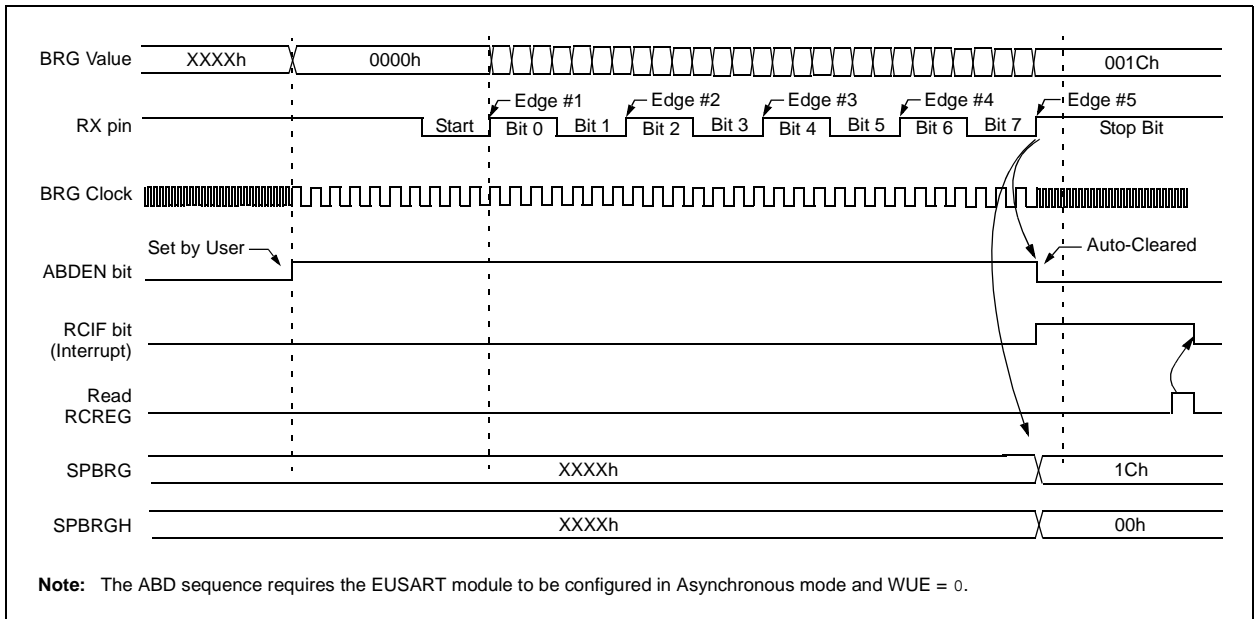 BRG Value XXXXh 0000h 001Ch
Edge #1 Edge #2 Edge #3 Edge #4 Edge #5
RX pin Start Bit 0 Bit 1 Bit 2 Bit 3 Bit 4 Bit 5 Bit 6 Bit 7 Stop Bit
BRG Clock
Set by User Auto-Cleared
ABDEN bit
RCIF bit
(Interrupt)
Read
RCREG
SPBRG XXXXh 1Ch
SPBRGH XXXXh 00h
Note: The ABD sequence requires the EUSART module to be configured in Asynchronous mode and WUE = 0.